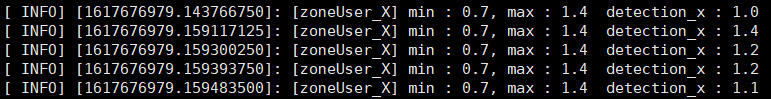 [ INFO] [1617676979.143766750]: [zoneUser_X] min : 0.7, max : 1.4  detection_x : 1.0
[ INFO] [1617676979.159117125]: [zoneUser_X] min : 0.7, max : 1.4  detection_x : 1.4
[ INFO] [1617676979.159300250]: [zoneUser_X] min : 0.7, max : 1.4  detection_x : 1.2
[ INFO] [1617676979.159393750]: [zoneUser_X] min : 0.7, max : 1.4  detection_x : 1.2
[ INFO] [1617676979.159483500]: [zoneUser_X] min : 0.7, max : 1.4  detection_x : 1.1